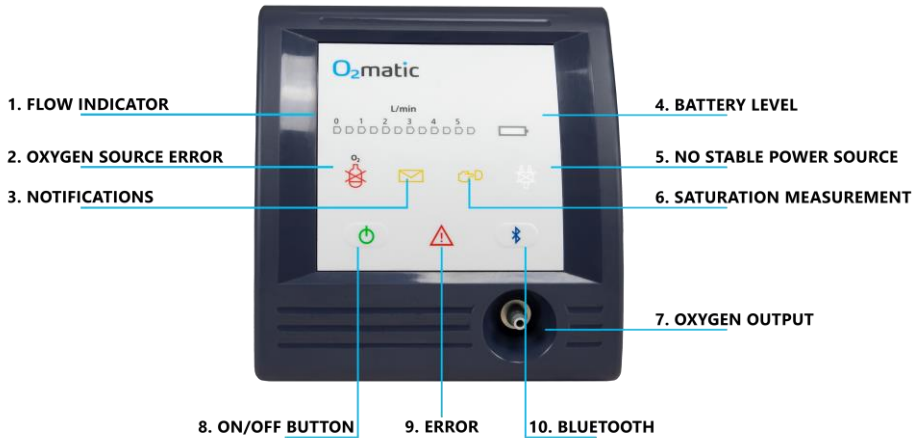 O₂matic
1. FLOW INDICATOR
L/min
0 1 2 3 4 5
4. BATTERY LEVEL
2. OXYGEN SOURCE ERROR
O₂
5. NO STABLE POWER SOURCE
3. NOTIFICATIONS
6. SATURATION MEASUREMENT
7. OXYGEN OUTPUT
8. ON/OFF BUTTON
9. ERROR
10. BLUETOOTH